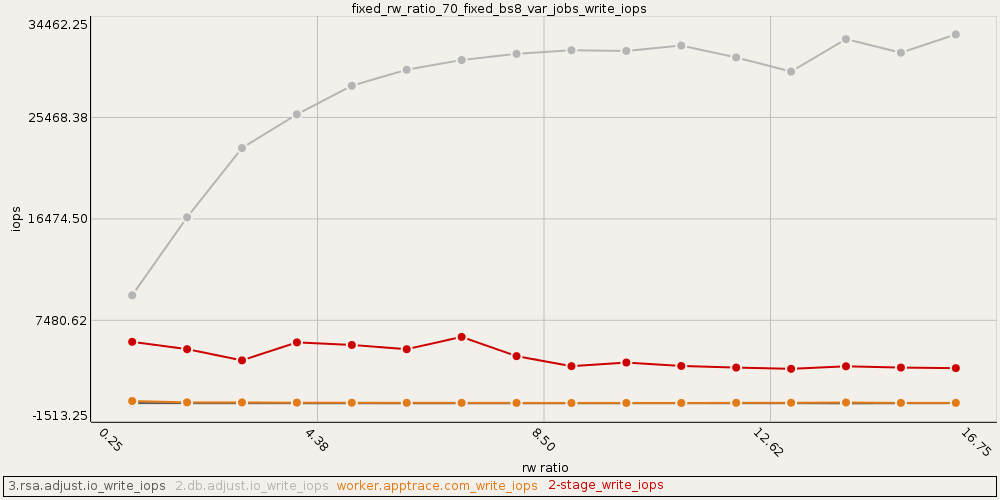 fixed_rw_ratio_70_fixed_bs8_var_jobs_write_iops
34462.25
25468.38
iops
16474.50
7480.62
-1513.25
0.25
4.38
8.50
12.62
16.75
rw ratio
3.rsa.adjust.io_write_iops 2.db.adjust.io_write_iops worker.apptrace.com_write_iops 2-stage_write_iops